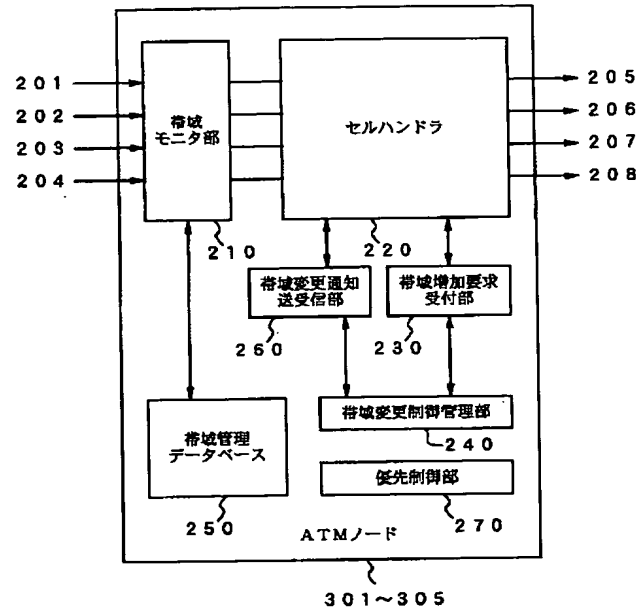 201
202
203
204
帯域
モニタ部
セルハンドラ
205
206
207
208
210
220
帯域変更通知
送受信部
帯域増加要求
受付部
260
230
帯域変更制御管理部
240
帯域管理
データベース
250
優先制御部
270
ATMノード
301～305